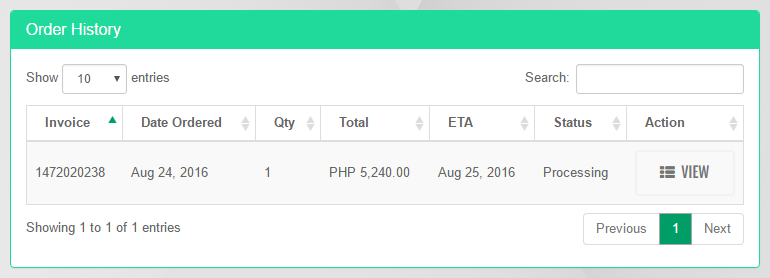 Order History
Show 10 entries Search:
Invoice Date Ordered Qty Total ETA Status Action
1472020238 Aug 24, 2016 1 PHP 5,240.00 Aug 25, 2016 Processing VIEW
Showing 1 to 1 of 1 entries Previous 1 Next